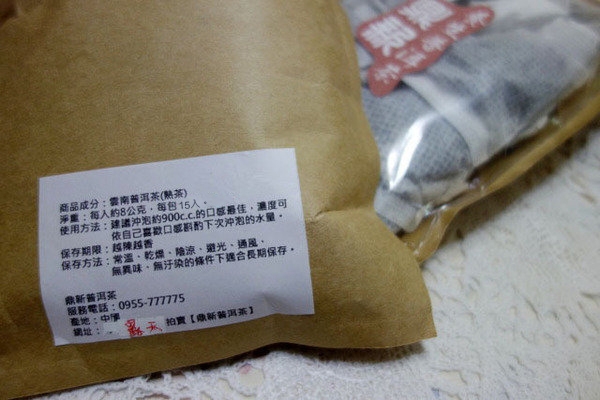 商品成分：雲南普洱茶(熟茶)
淨重：每入約8公克，每包15入。
使用方法：建議沖泡約900c.c.的口感最佳，濃度可
依自己喜歡口感斟酌下次沖泡的水量。
保存期限：越陳越香
保存方法：常溫、乾燥、陰涼、避光、通風、
無異味、無汙染的條件下適合長期保存。
鼎新普洱茶
服務電話：0955-777775
產地：中
網址： 拍賣【鼎新普洱茶】